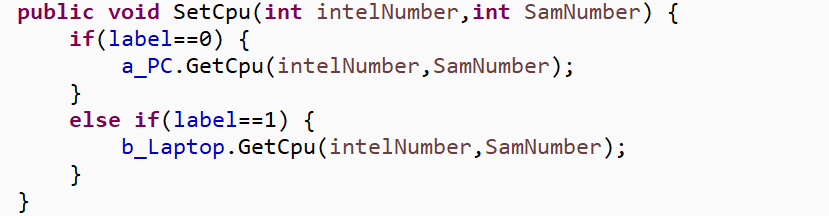 public void SetCpu(int intelNumber,int SamNumber) {
    if(label==0) {
        a_PC.GetCpu(intelNumber,SamNumber);
    }
    else if(label==1) {
        b_Laptop.GetCpu(intelNumber,SamNumber);
    }
}